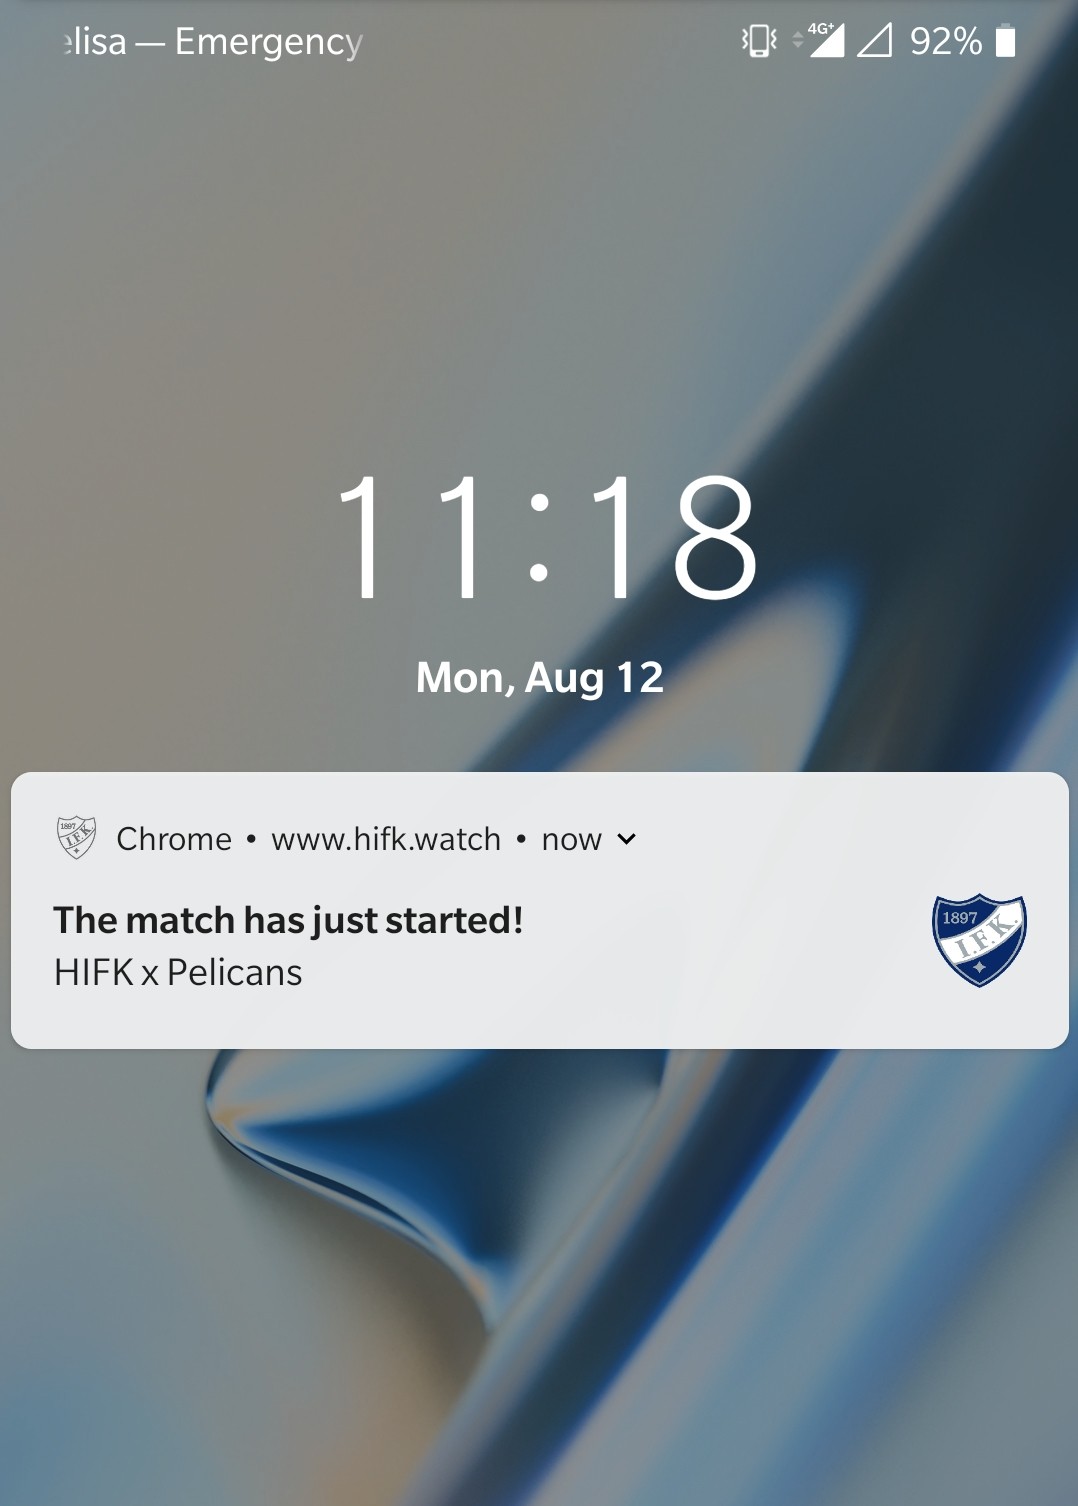 elisa — Emergency
4G+ 92%
11:18
Mon, Aug 12
1897
I.F.K.
Chrome • www.hifk.watch • now
The match has just started!
HIFK x Pelicans
1897
I.F.K.